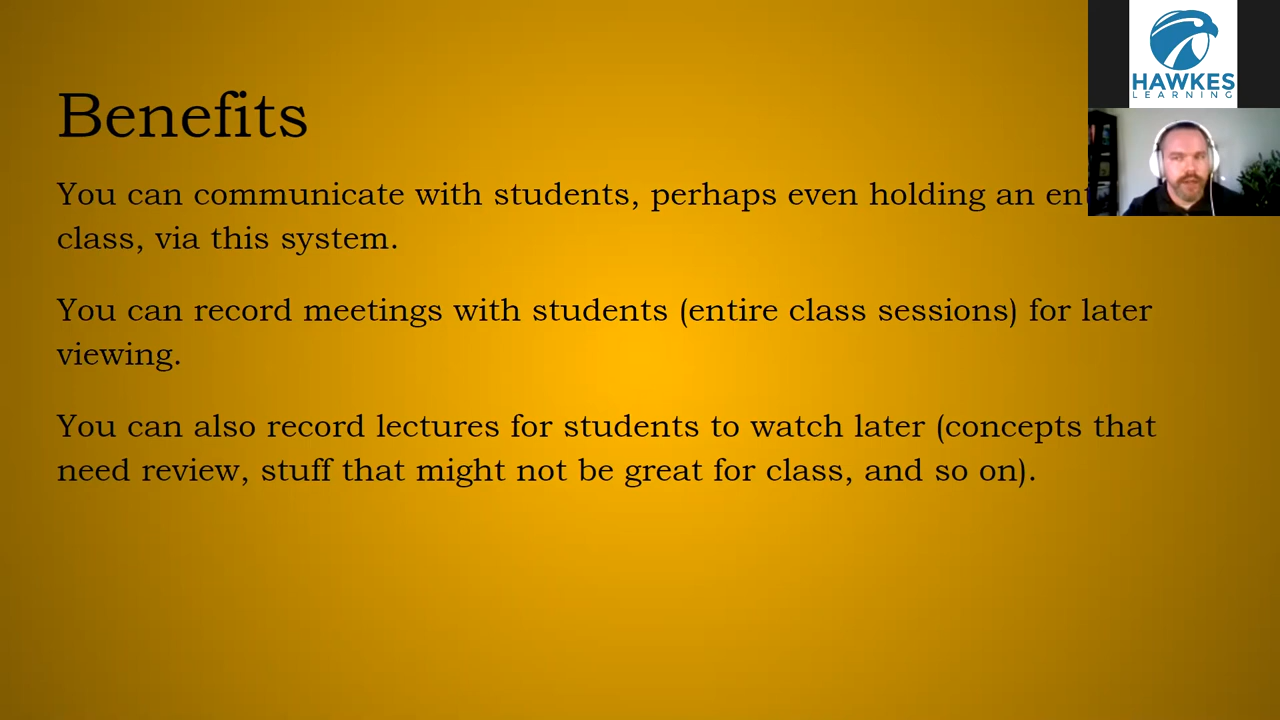 HAWKES
LEARNING
Benefits
You can communicate with students, perhaps even holding an
class, via this system.
You can record meetings with students (entire class sessions) for later
viewing.
You can also record lectures for students to watch later (concepts that
need review, stuff that might not be great for class, and so on).